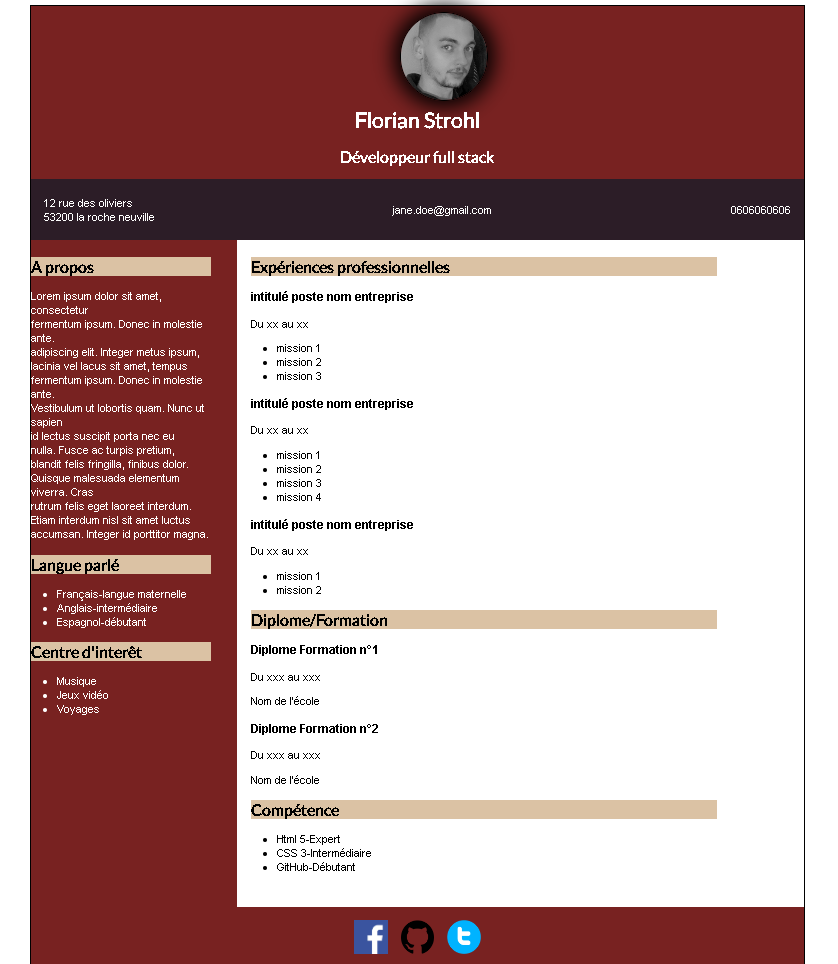 Florian Strohl
Développeur full stack
12 rue des oliviers
53200 la roche neuville
jane.doe@gmail.com
0606060606
A propos
Lorem ipsum dolor sit amet,
consectetur
fermentum ipsum. Donec in molestie
ante.
adipiscing elit. Integer metus ipsum,
lacinia vel lacus sit amet, tempus
fermentum ipsum. Donec in molestie
ante.
Vestibulum ut lobortis quam. Nunc ut
sapien
id lectus suscipit porta nec eu
nulla. Fusce ac turpis pretium,
blandit felis fringilla, finibus dolor.
Quisque malesuada elementum
viverra. Cras
rutrum felis eget laoreet interdum.
Etiam interdum nisl sit amet luctus
accumsan. Integer id porttitor magna.
Langue parlé
Français-langue maternelle
Anglais-intermédiaire
Espagnol-débutant
Centre d'interêt
Musique
Jeux vidéo
Voyages
Expériences professionnelles
intitulé poste nom entreprise
Du xx au xx
mission 1
mission 2
mission 3
intitulé poste nom entreprise
Du xx au xx
mission 1
mission 2
mission 3
mission 4
intitulé poste nom entreprise
Du xx au xx
mission 1
mission 2
Diplome/Formation
Diplome Formation n°1
Du xxx au xxx
Nom de l'école
Diplome Formation n°2
Du xxx au xxx
Nom de l'école
Compétence
Html 5-Expert
CSS 3-Intermédiaire
GitHub-Débutant